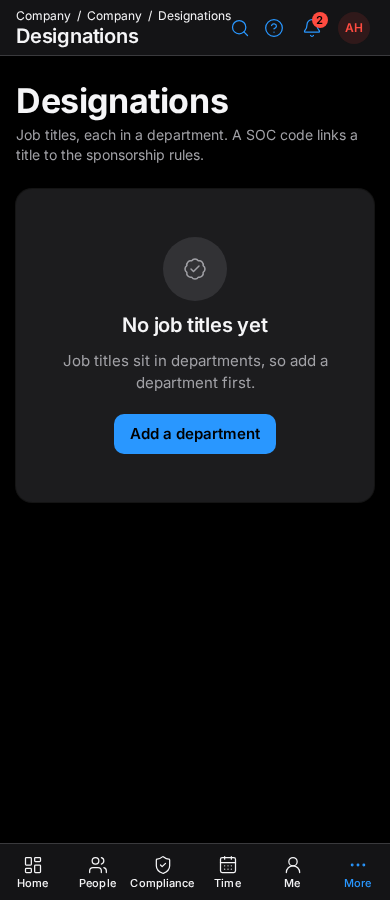 Company / Company / Designations
Designations
2
AH
Designations
Job titles, each in a department. A SOC code links a
title to the sponsorship rules.
No job titles yet
Job titles sit in departments, so add a
department first.
Add a department
Home
People
Compliance
Time
Me
More